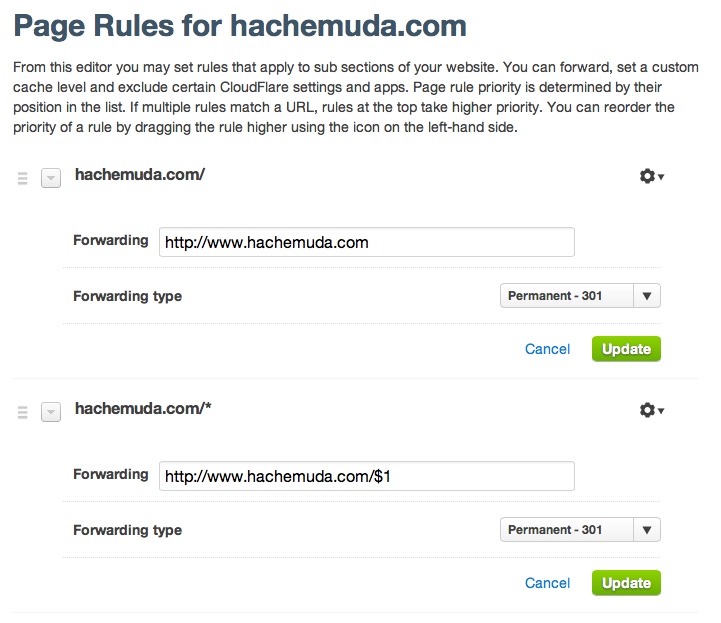 Page Rules for hachemuda.com
From this editor you may set rules that apply to sub sections of your website. You can forward, set a custom
cache level and exclude certain CloudFlare settings and apps. Page rule priority is determined by their
position in the list. If multiple rules match a URL, rules at the top take higher priority. You can reorder the
priority of a rule by dragging the rule higher using the icon on the left-hand side.
hachemuda.com/
Forwarding http://www.hachemuda.com
Forwarding type Permanent - 301
Cancel Update
hachemuda.com/*
Forwarding http://www.hachemuda.com/$1
Forwarding type Permanent - 301
Cancel Update